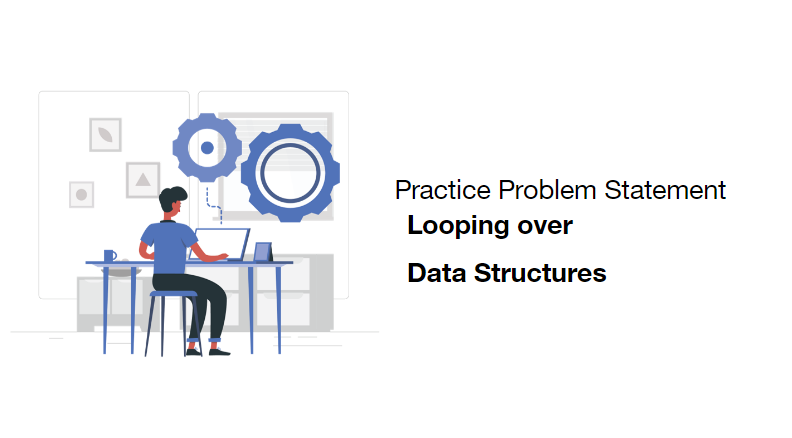 Practice Problem Statement
Looping over
Data Structures